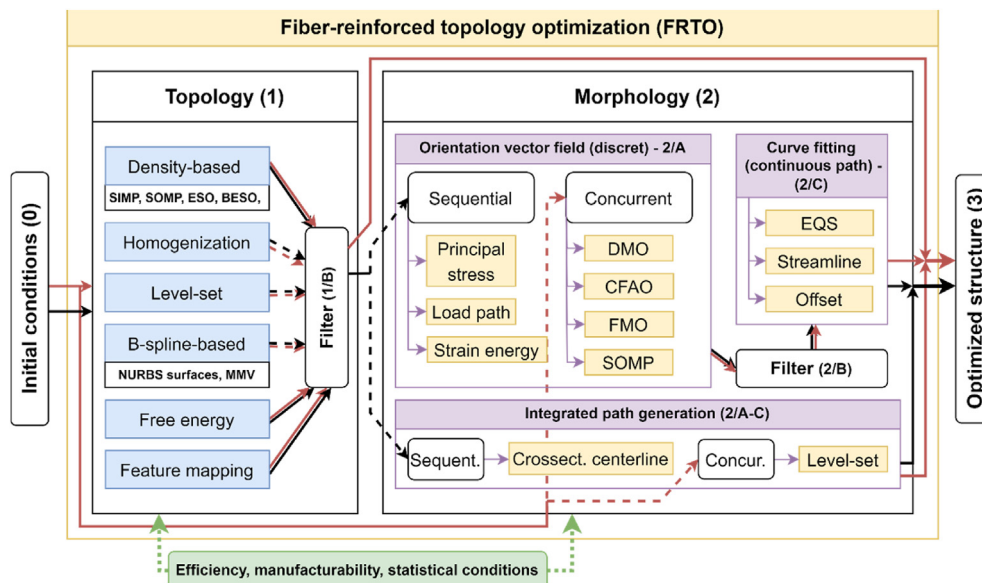 Fiber-reinforced topology optimization (FRTO)
Initial conditions (0)
Topology (1)
Density-based
SIMP, SOMP, ESO, BESO,
Homogenization
Level-set
B-spline-based
NURBS surfaces, MMV
Free energy
Feature mapping
Filter (1/B)
Morphology (2)
Orientation vector field (discret) - 2/A
Sequential
Principal
stress
Load path
Strain energy
Concurrent
DMO
CFAO
FMO
SOMP
Curve fitting
(continuous path) -
(2/C)
EQS
Streamline
Offset
Filter (2/B)
Integrated path generation (2/A-C)
Sequent.
Crossect. centerline
Concur.
Level-set
Optimized structure (3)
Efficiency, manufacturability, statistical conditions